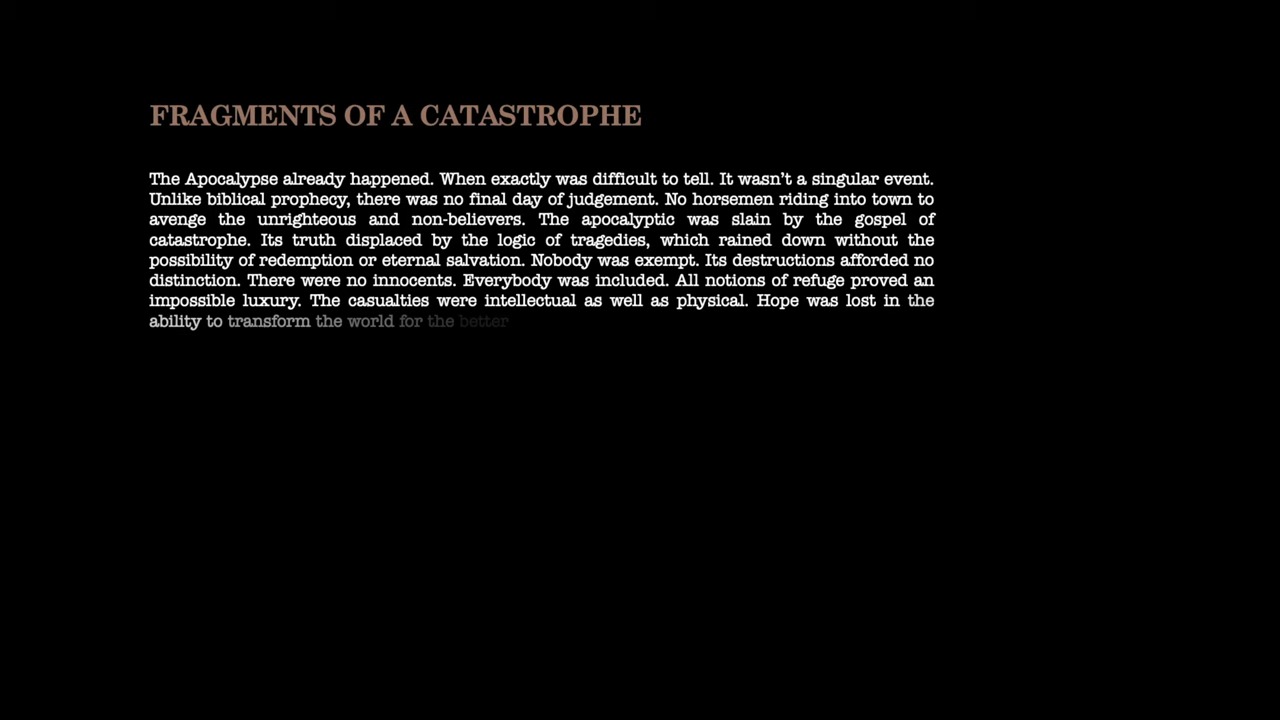 FRAGMENTS OF A CATASTROPHE
The Apocalypse already happened. When exactly was difficult to tell. It wasn’t a singular event.
Unlike biblical prophecy, there was no final day of judgement. No horsemen riding into town to
avenge the unrighteous and non-believers. The apocalyptic was slain by the gospel of
catastrophe. Its truth displaced by the logic of tragedies, which rained down without the
possibility of redemption or eternal salvation. Nobody was exempt. Its destructions afforded no
distinction. There were no innocents. Everybody was included. All notions of refuge proved an
impossible luxury. The casualties were intellectual as well as physical. Hope was lost in the
ability to transform the world for the better